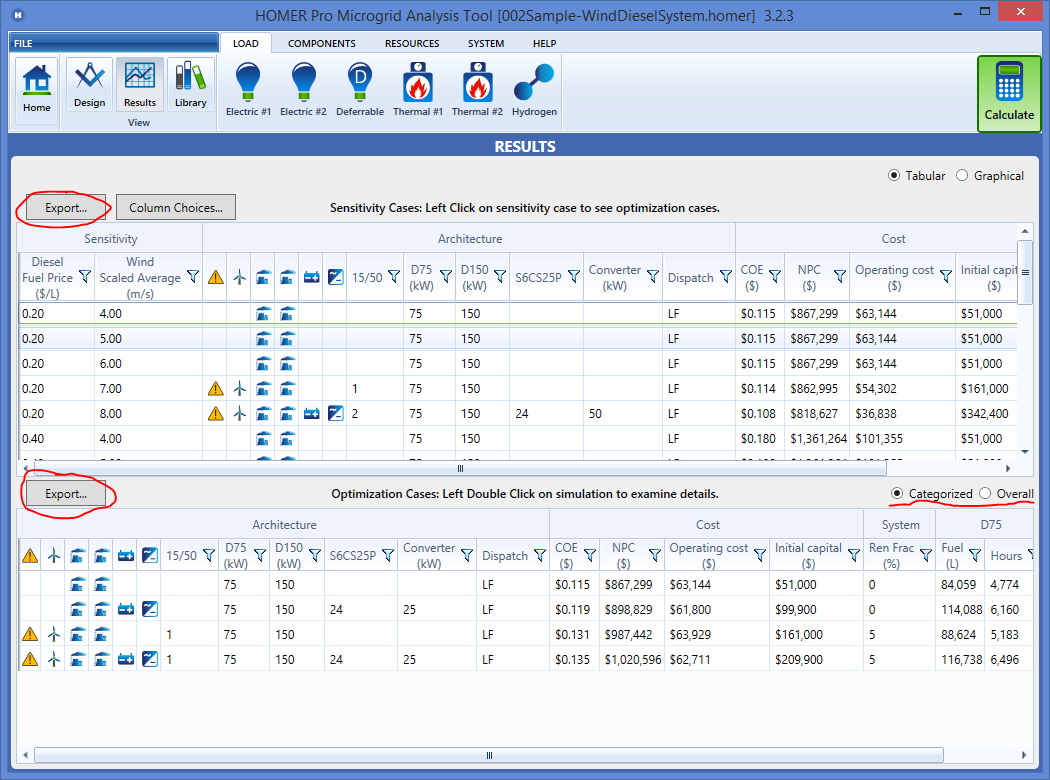 HOMER Pro Microgrid Analysis Tool [002Sample-WindDieselSystem.homer] 3.2.3
FILE LOAD COMPONENTS RESOURCES SYSTEM HELP
Home Design Results Library Electric #1 Electric #2 Deferrable Thermal #1 Thermal #2 Hydrogen Calculate
View
RESULTS
Tabular Graphical
Export... Column Choices... Sensitivity Cases: Left Click on sensitivity case to see optimization cases.
Sensitivity Architecture Cost
Diesel Fuel Price ($/L) Wind Scaled Average (m/s) 15/50 D75 (kW) D150 (kW) S6CS25P Converter (kW) Dispatch COE ($) NPC ($) Operating cost ($) Initial capit ($)
0.20 4.00 75 150 LF $0.115 $867,299 $63,144 $51,000
0.20 5.00 75 150 LF $0.115 $867,299 $63,144 $51,000
0.20 6.00 75 150 LF $0.115 $867,299 $63,144 $51,000
0.20 7.00 1 75 150 LF $0.114 $862,995 $54,302 $161,000
0.20 8.00 2 75 150 24 50 LF $0.108 $818,627 $36,838 $342,400
0.40 4.00 75 150 LF $0.180 $1,361,264 $101,355 $51,000
Export... Optimization Cases: Left Double Click on simulation to examine details. Categorized Overall
Architecture Cost System D75
15/50 D75 (kW) D150 (kW) S6CS25P Converter (kW) Dispatch COE ($) NPC ($) Operating cost ($) Initial capital ($) Ren Frac (%) Fuel (L) Hours
75 150 LF $0.115 $867,299 $63,144 $51,000 0 84,059 4,774
75 150 24 25 LF $0.119 $898,829 $61,800 $99,900 0 114,088 6,160
1 75 150 LF $0.131 $987,442 $63,929 $161,000 5 88,624 5,183
1 75 150 24 25 LF $0.135 $1,020,596 $62,711 $209,900 5 116,738 6,496